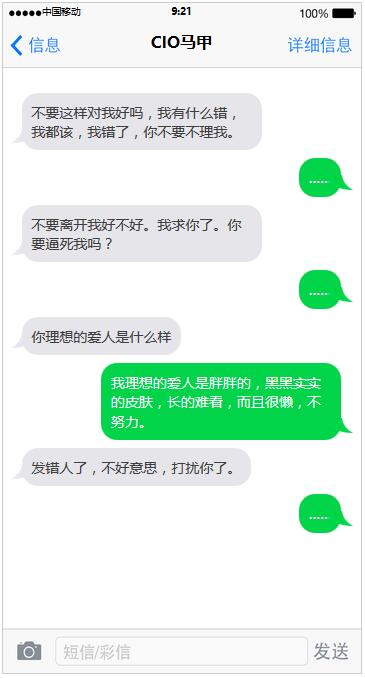 ●●●●●中国移动 9:21 100%
信息 CIO马甲 详细信息
不要这样对我好吗，我有什么错，
我都该，我错了，你不要不理我。
......
不要离开我好不好。我求你了。你
要逼死我吗？
......
你理想的爱人是什么样
我理想的爱人是胖胖的，黑黑实实
的皮肤，长的难看，而且很懒，不
努力。
发错人了，不好意思，打扰你了。
......
短信/彩信 发送